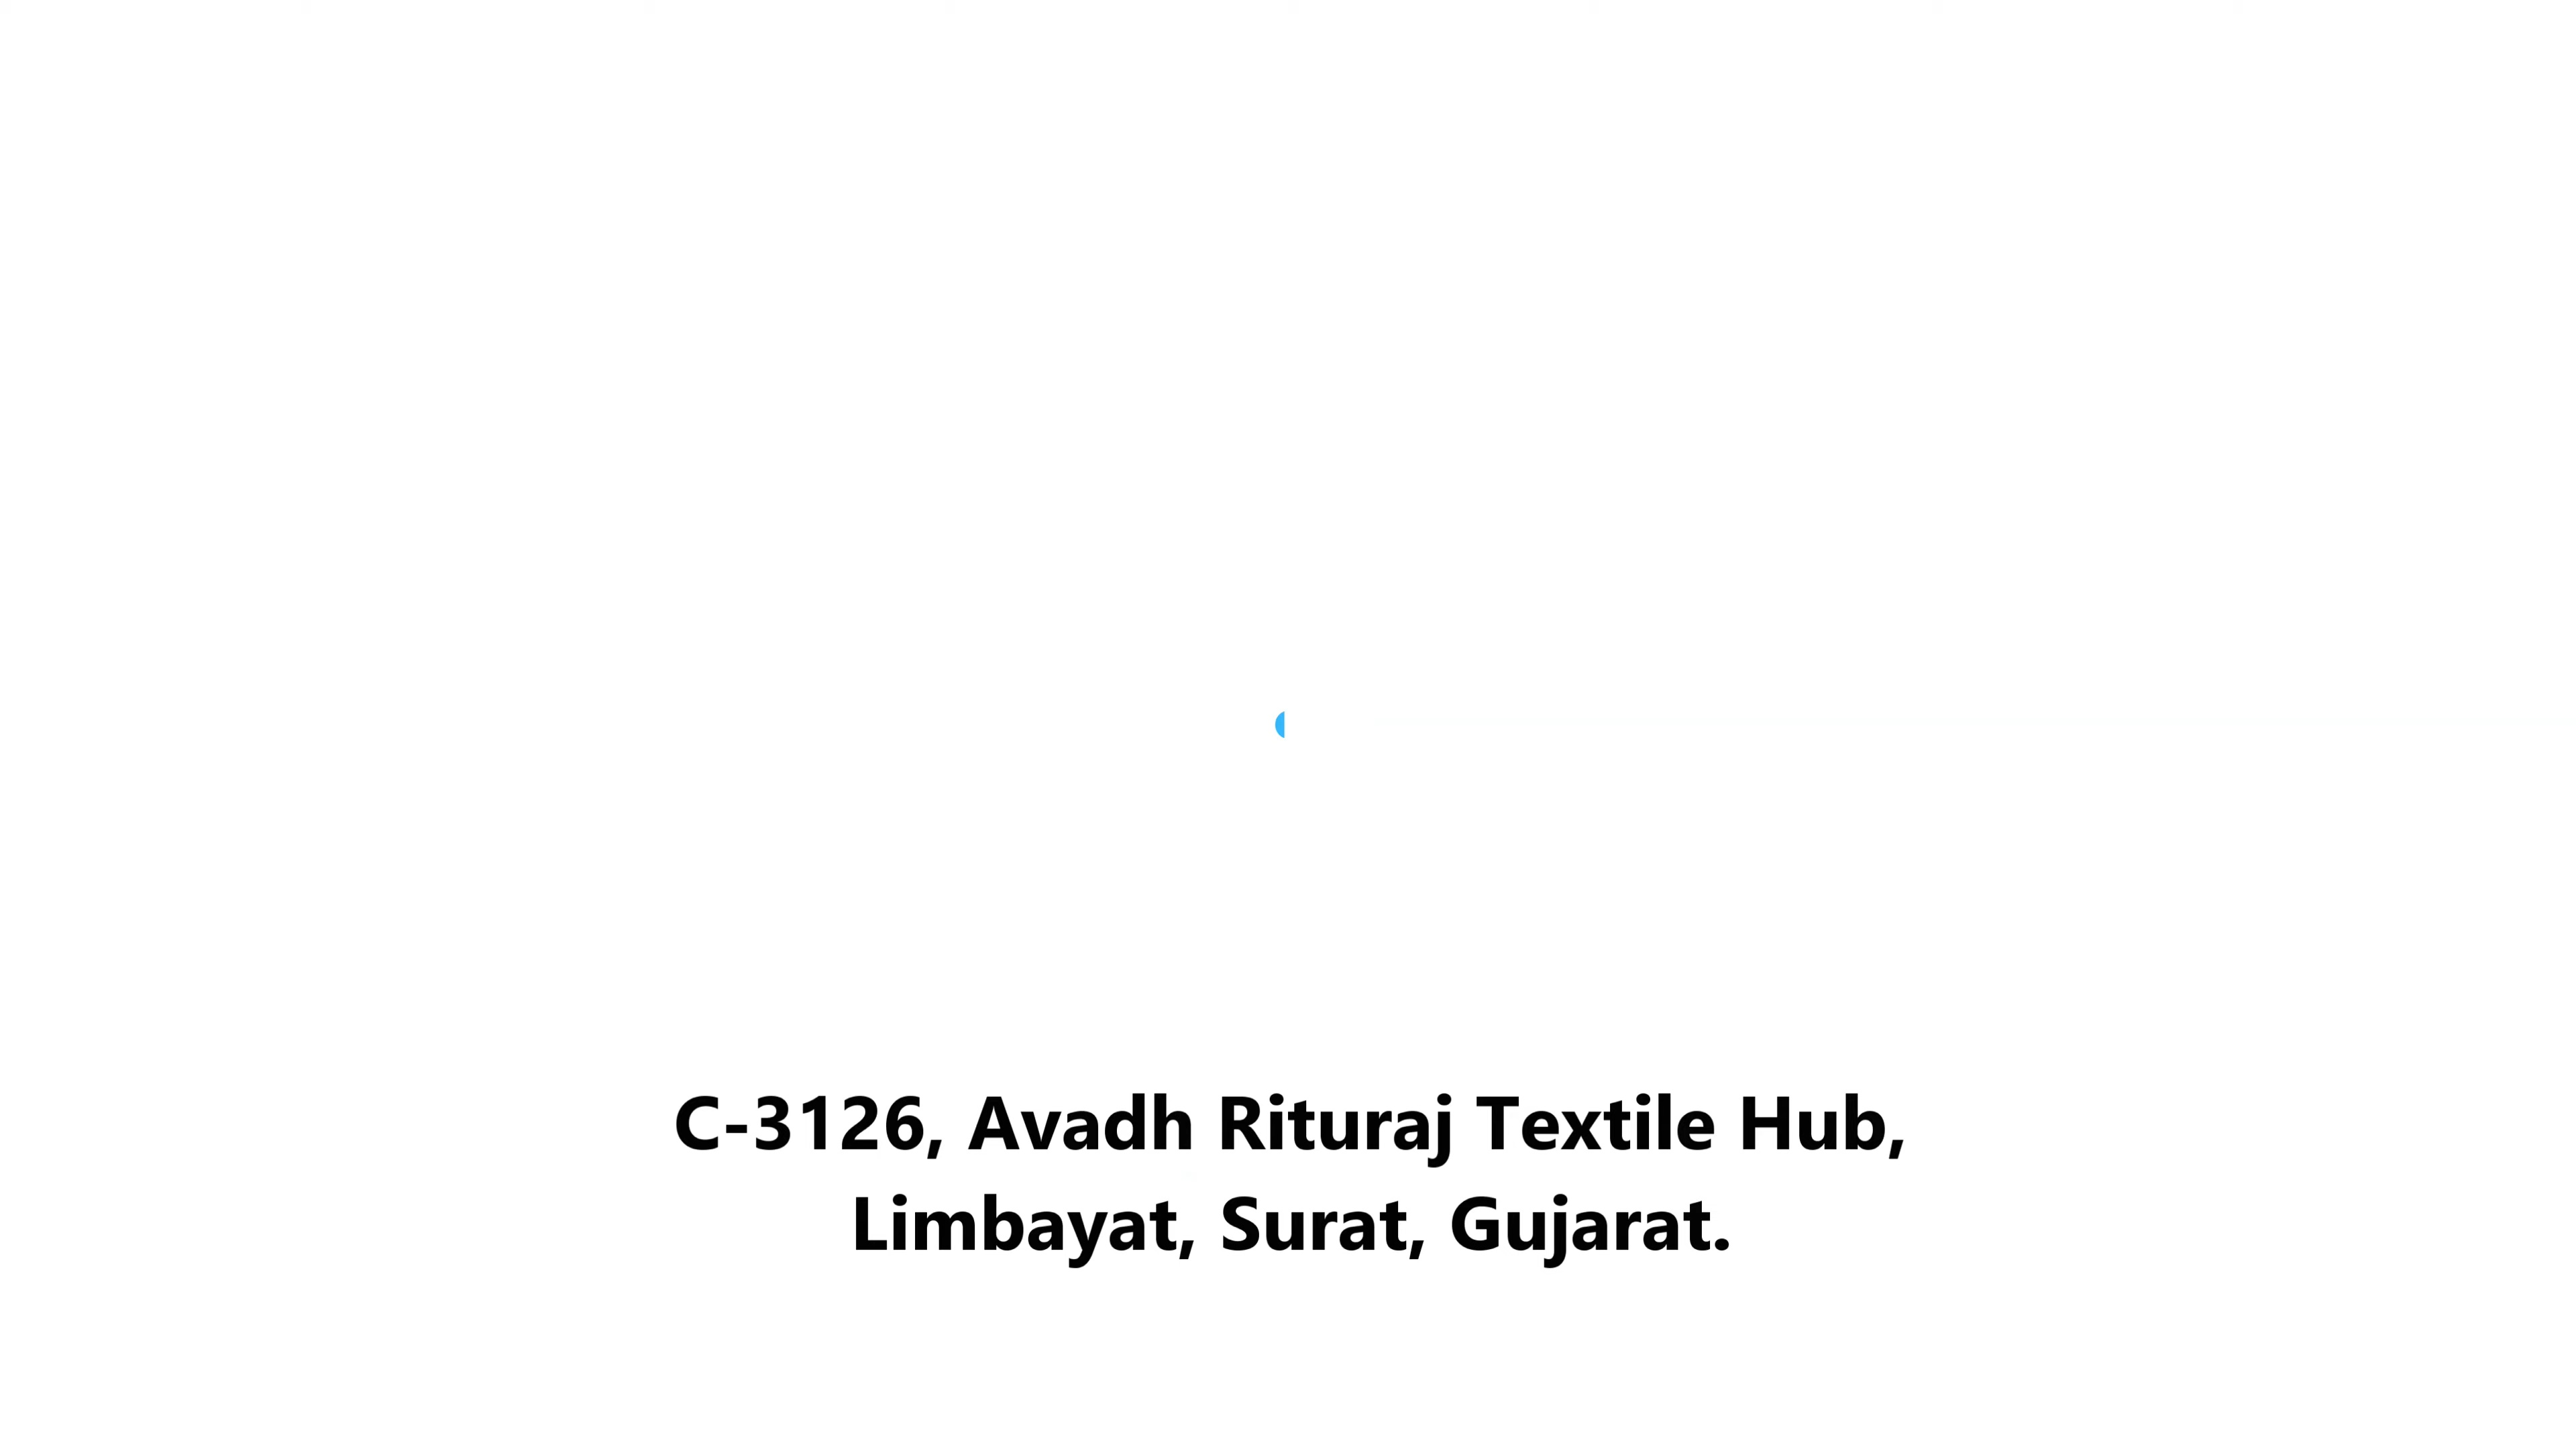 C-3126, Avadh Rituraj Textile Hub,
Limbayat, Surat, Gujarat.